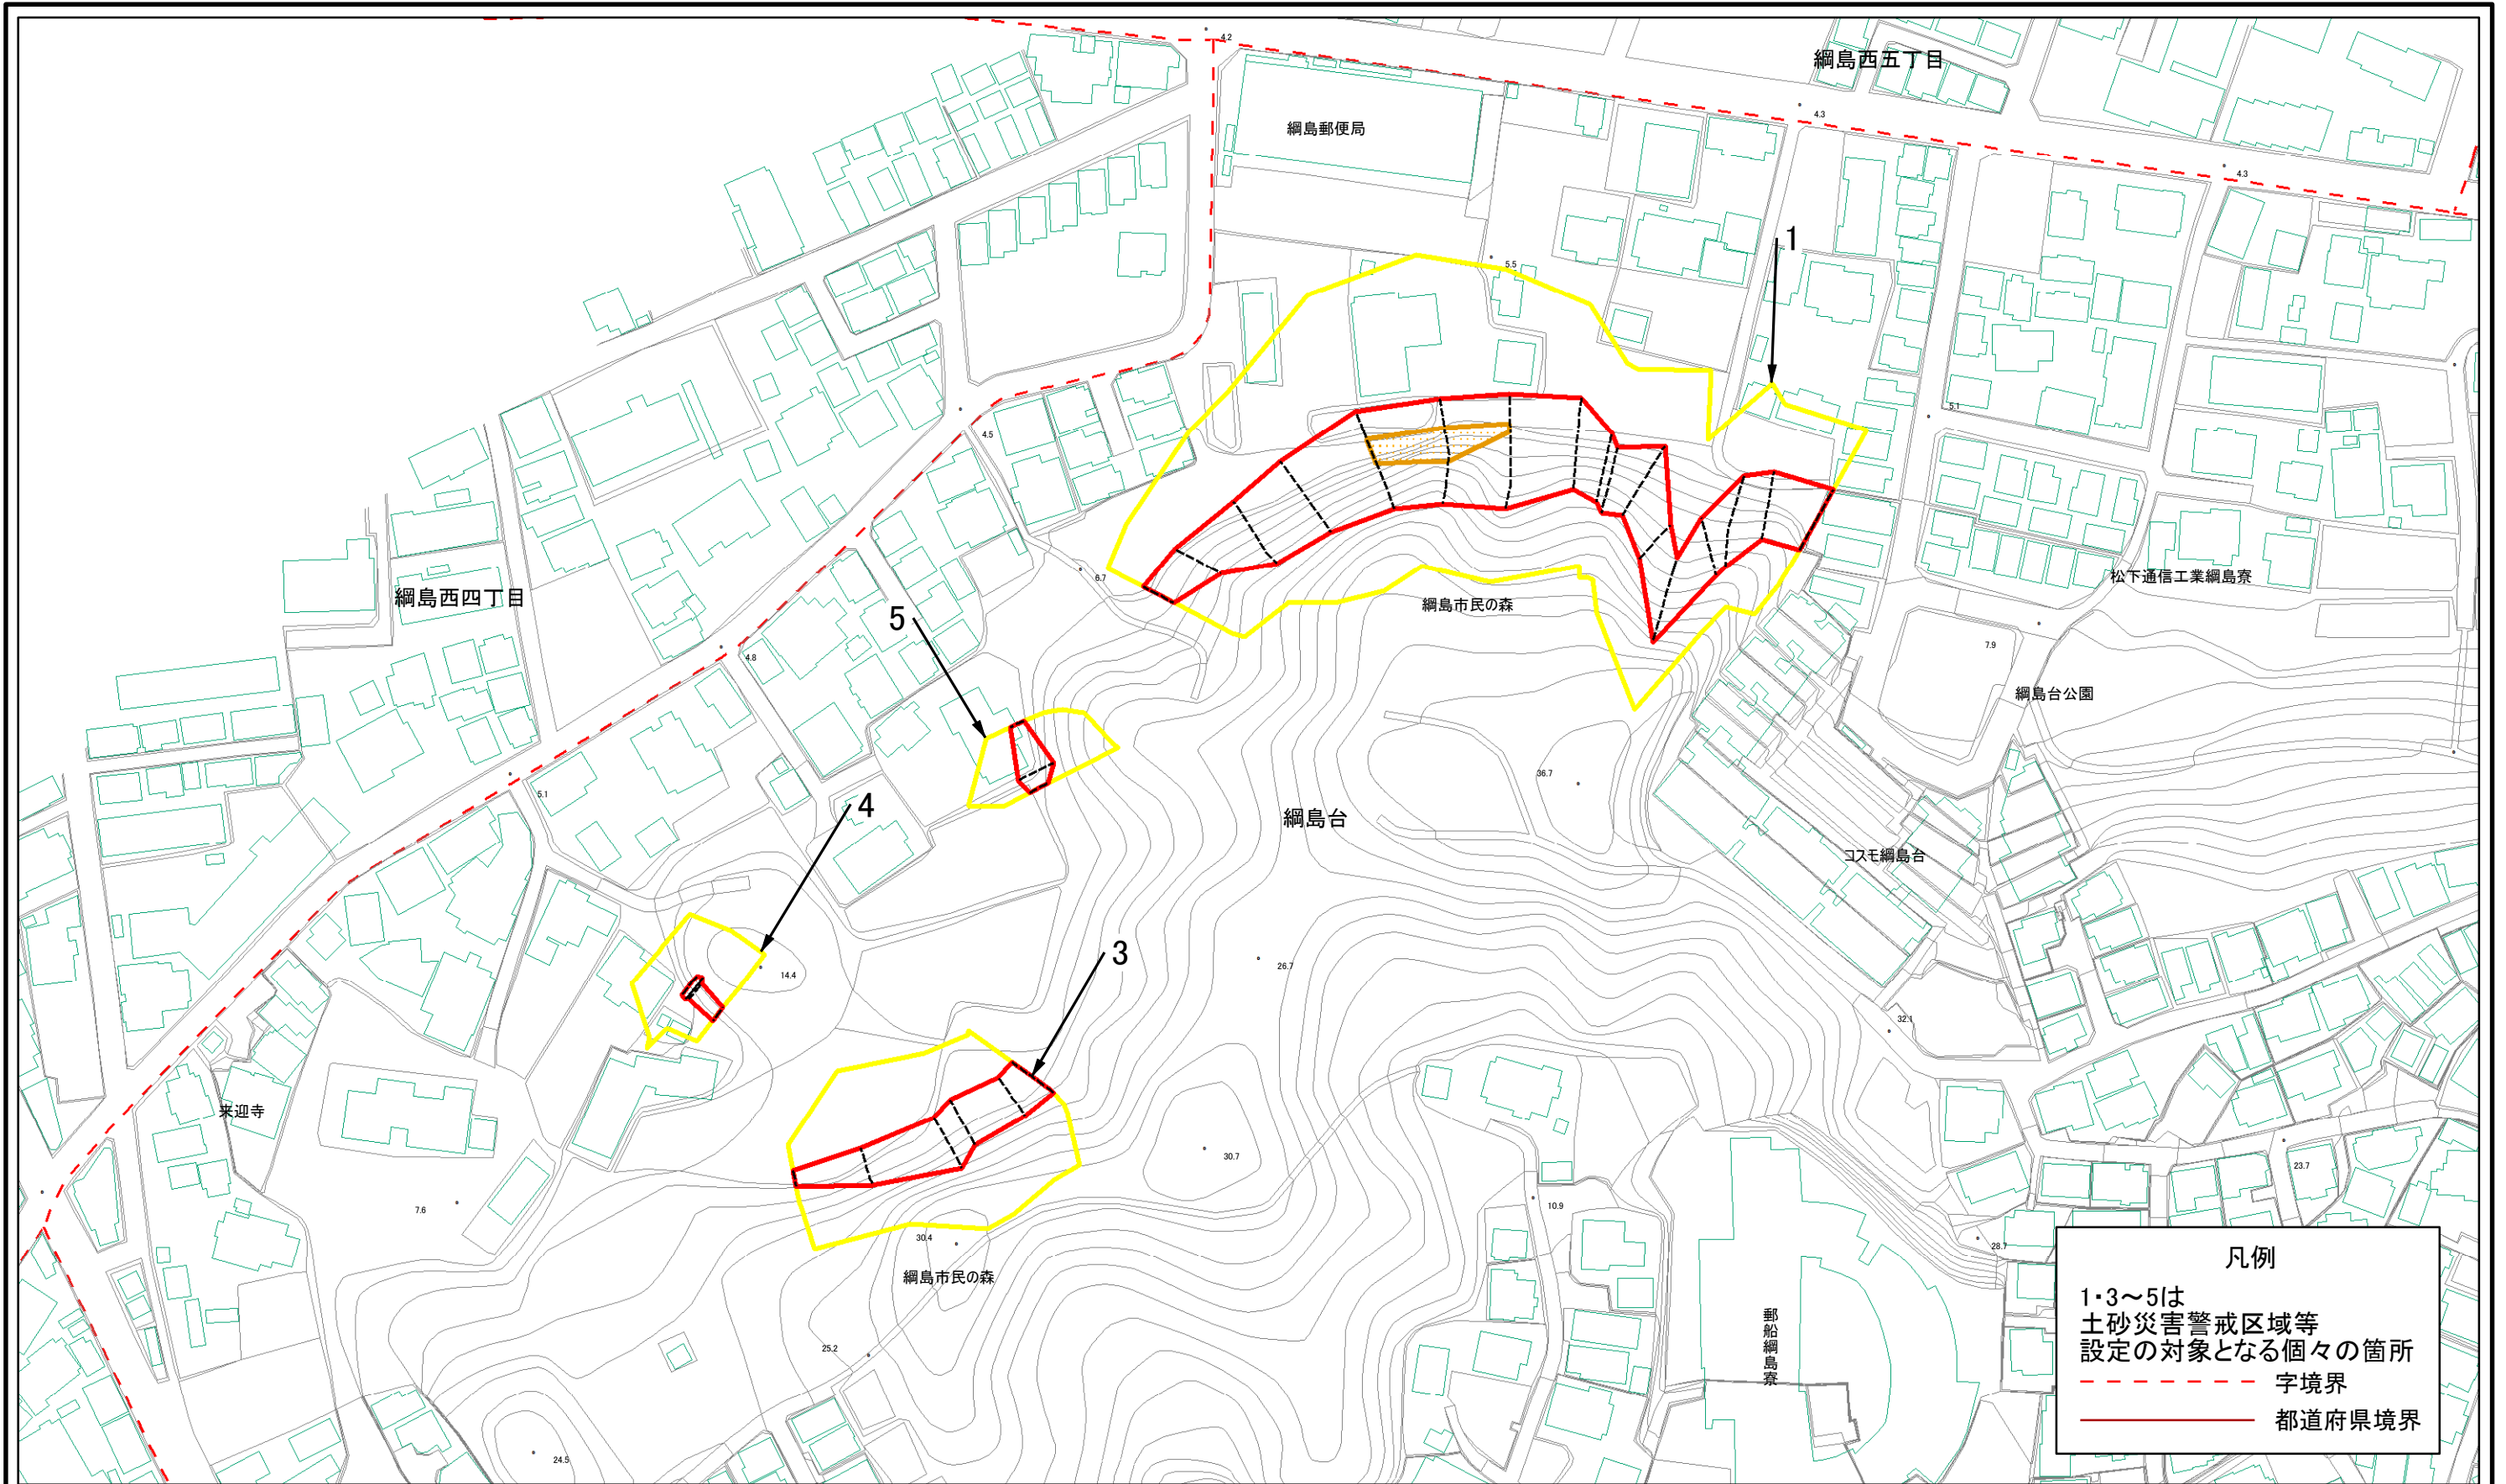 4.2
綱島西五丁目
綱島郵便局
4.3
4.3
1
5.5
5.1
4.5
6.7
松下通信工業綱島寮
綱島西四丁目
綱島市民の森
5
7.9
4.8
綱島台公園
36.7
5.1
4
綱島台
コスモ綱島台
3
14.4
26.7
32.1
来迎寺
30.7
23.7
7.6
10.9
30.4
28.7
綱島市民の森
郵船綱島寮
25.2
24.5
凡例
1・3～5は
土砂災害警戒区域等
設定の対象となる個々の箇所
字境界
都道府県境界